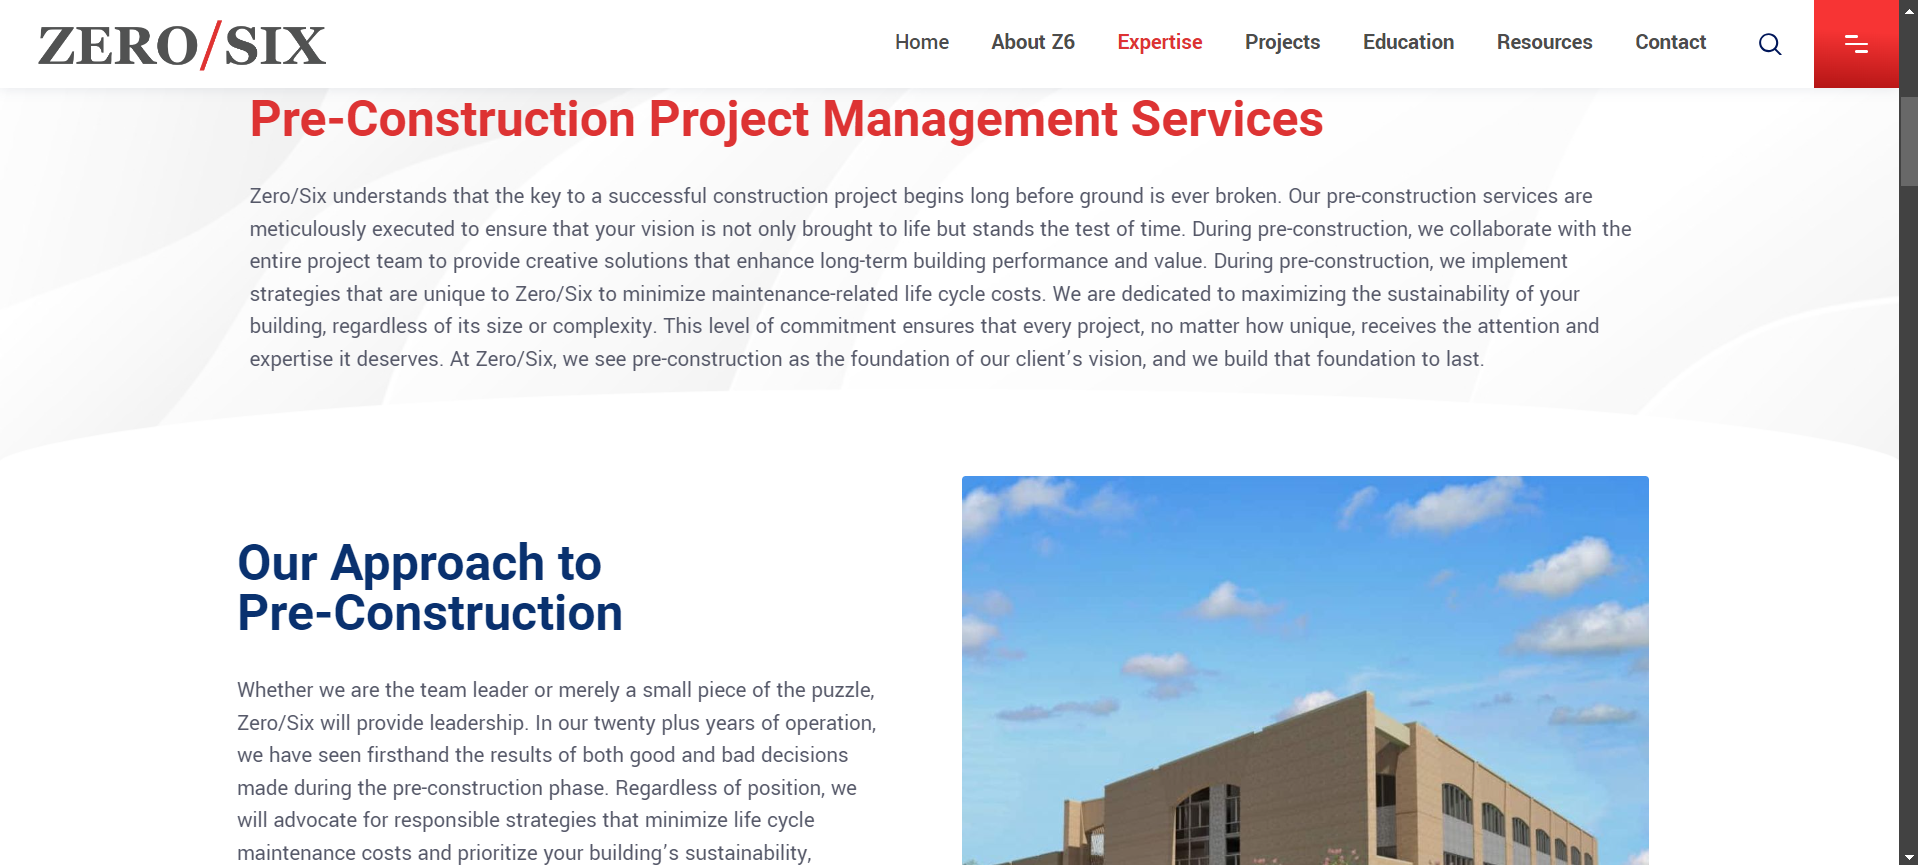 ZERO/SIX
Home About Z6 Expertise Projects Education Resources Contact
Pre-Construction Project Management Services
Zero/Six understands that the key to a successful construction project begins long before ground is ever broken. Our pre-construction services are
meticulously executed to ensure that your vision is not only brought to life but stands the test of time. During pre-construction, we collaborate with the
entire project team to provide creative solutions that enhance long-term building performance and value. During pre-construction, we implement
strategies that are unique to Zero/Six to minimize maintenance-related life cycle costs. We are dedicated to maximizing the sustainability of your
building, regardless of its size or complexity. This level of commitment ensures that every project, no matter how unique, receives the attention and
expertise it deserves. At Zero/Six, we see pre-construction as the foundation of our client’s vision, and we build that foundation to last.
Our Approach to
Pre-Construction
Whether we are the team leader or merely a small piece of the puzzle,
Zero/Six will provide leadership. In our twenty plus years of operation,
we have seen firsthand the results of both good and bad decisions
made during the pre-construction phase. Regardless of position, we
will advocate for responsible strategies that minimize life cycle
maintenance costs and prioritize your building’s sustainability,